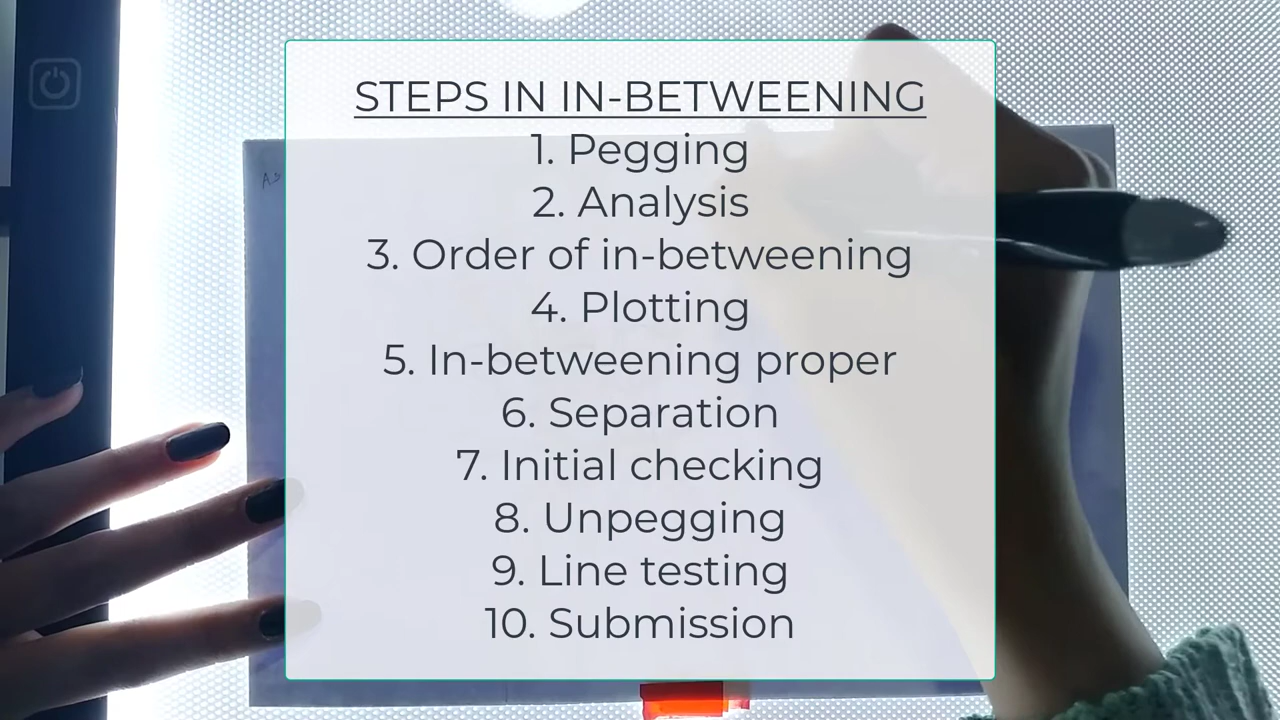 STEPS IN IN-BETWEENING
1. Pegging
2. Analysis
3. Order of in-betweening
4. Plotting
5. In-betweening proper
6. Separation
7. Initial checking
8. Unpegging
9. Line testing
10. Submission